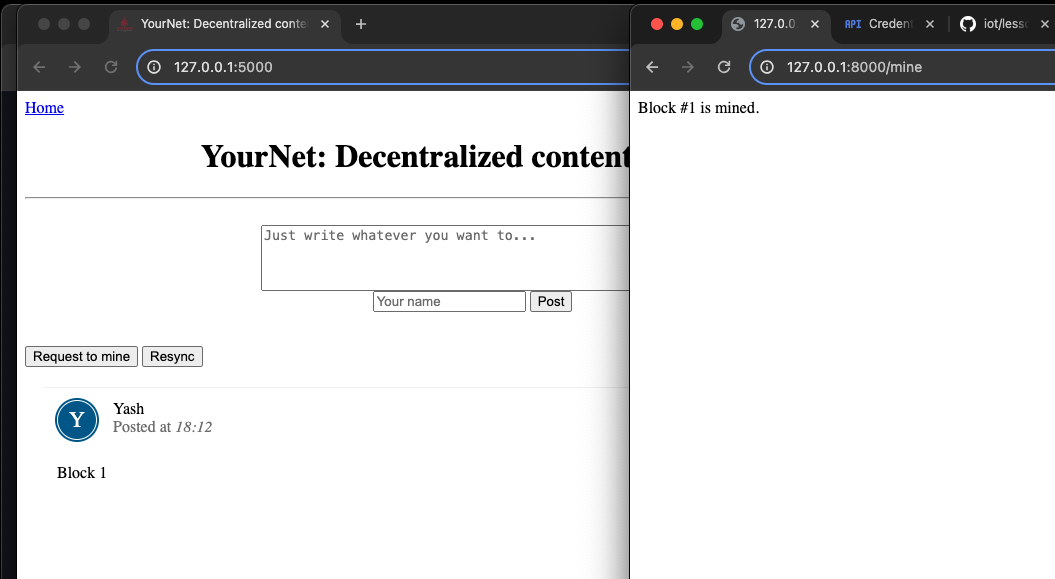 YourNet: Decentralized conte
127.0.0.1:5000
Home
YourNet: Decentralized content
Just write whatever you want to...
Your name
Post
Request to mine
Resync
Y
Yash
Posted at 18:12
Block 1
127.0.0
API Creden
iot/less
127.0.0.1:8000/mine
Block #1 is mined.